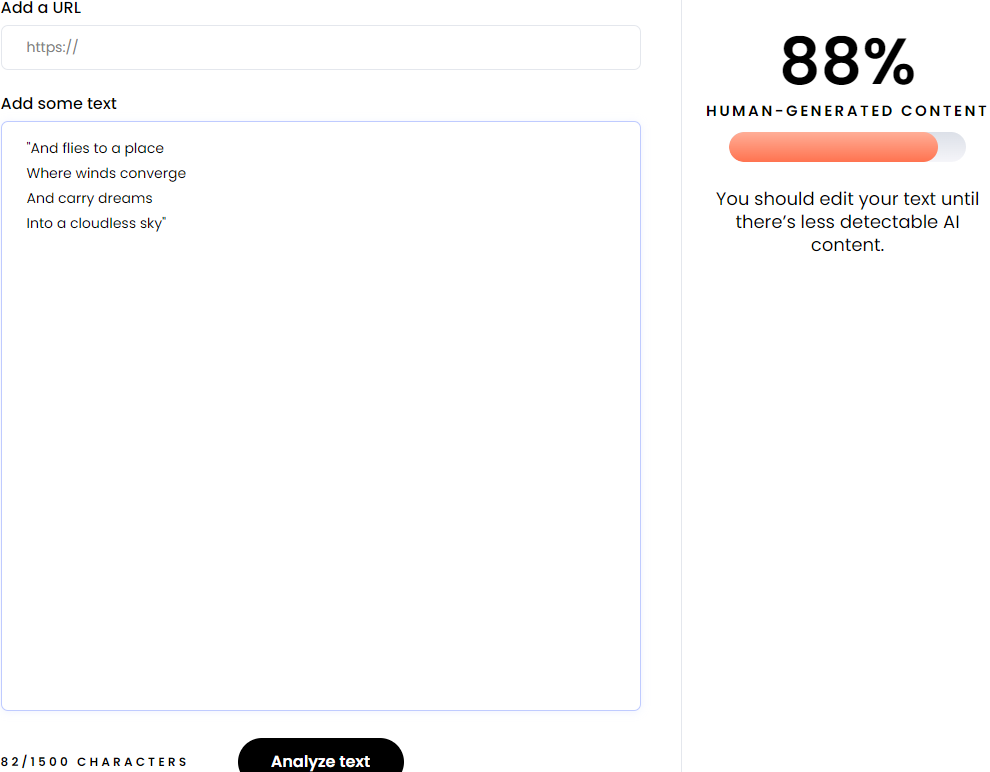 Add a URL
https://
Add some text
"And flies to a place
Where winds converge
And carry dreams
Into a cloudless sky"
82/1500 CHARACTERS
Analyze text
88%
HUMAN-GENERATED CONTENT
You should edit your text until
there’s less detectable AI
content.